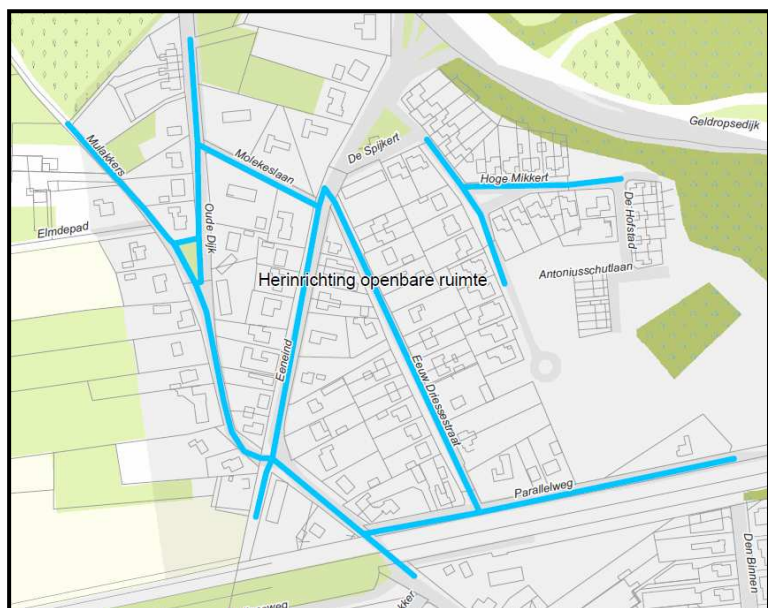 Geldropsedijk
Mulakkers
De Spijkert
Molekeslaan
Hoge Mikkert
De Hofstad
Oude Dijk
Elmdepad
Antoniusschutlaan
Herinrichting openbare ruimte
Eeneind
Eeuw Driessestraat
Parallelweg
Den Binnen